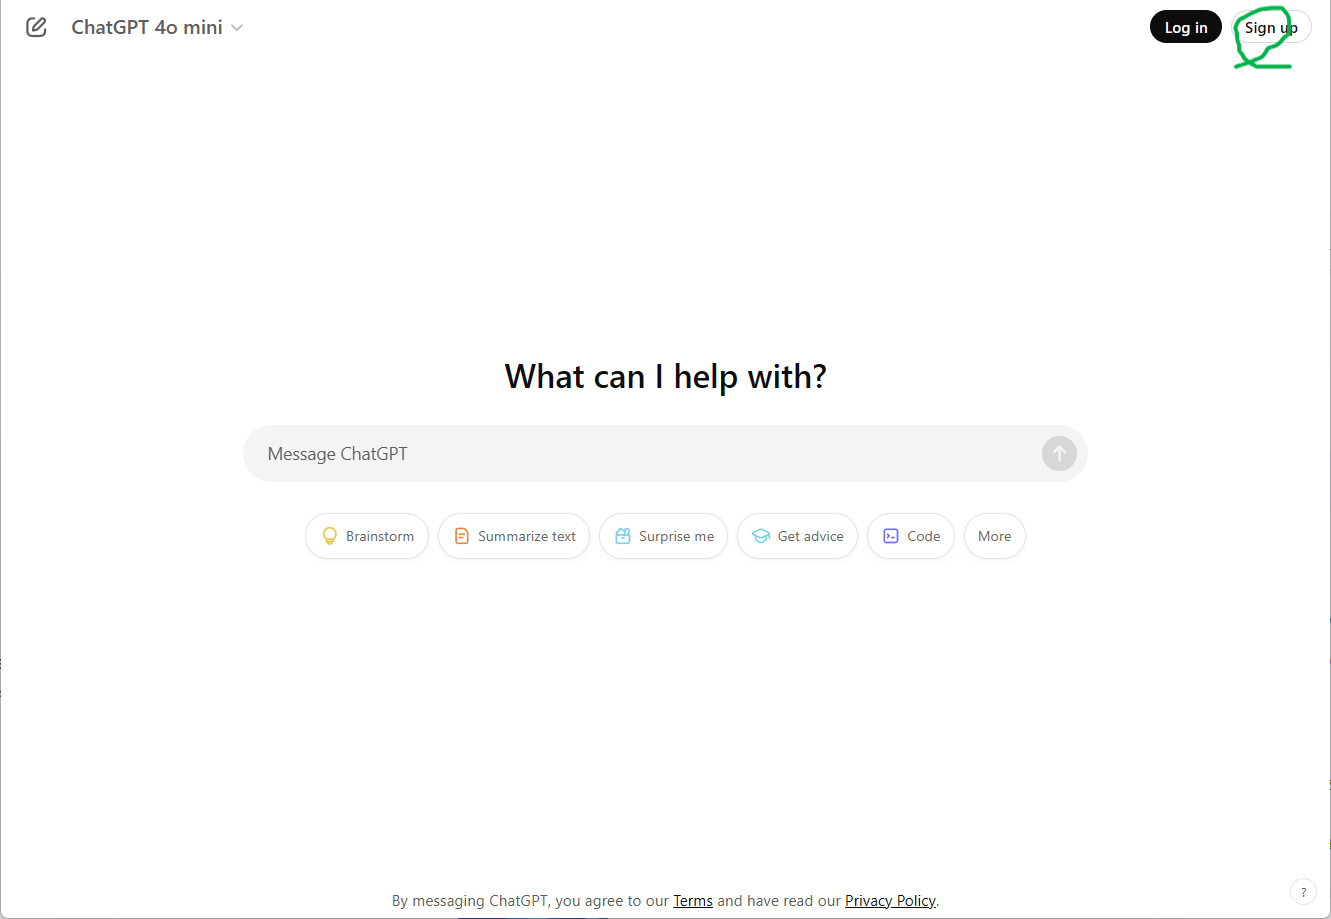 ChatGPT 4o mini
Log in
Sign up
What can I help with?
Message ChatGPT
Brainstorm
Summarize text
Surprise me
Get advice
Code
More
By messaging ChatGPT, you agree to our Terms and have read our Privacy Policy.
?